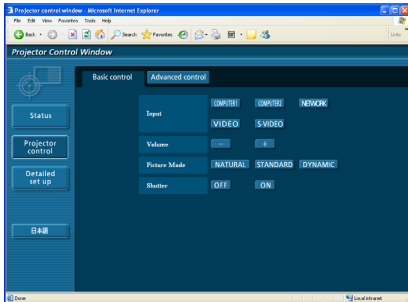 Projector control window - Microsoft Internet Explorer
File Edit View Favorites Tools Help
Back Search Favorites Links
Projector Control Window
Basic control Advanced control
Status
Projector control
Detailed set up
日本語
Input COMPUTER1 COMPUTER2 NETWORK
VIDEO S-VIDEO
Volume - +
Picture Mode NATURAL STANDARD DYNAMIC
Shutter OFF ON
Done Local intranet